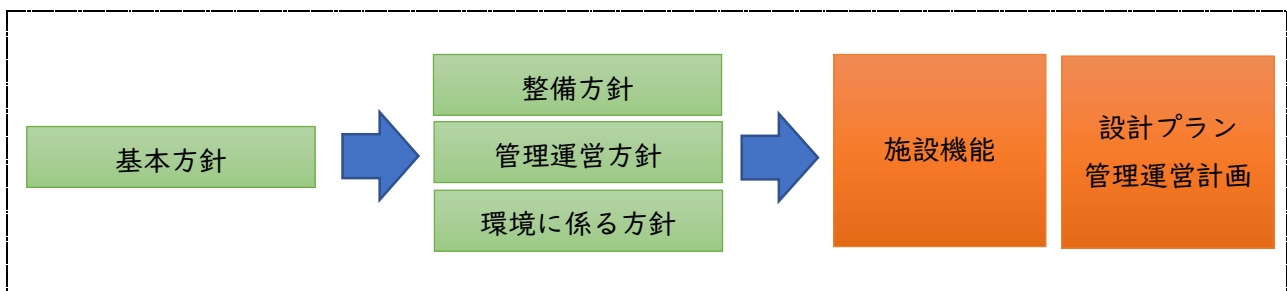 基本方針
整備方針
管理運営方針
環境に係る方針
施設機能
設計プラン
管理運営計画